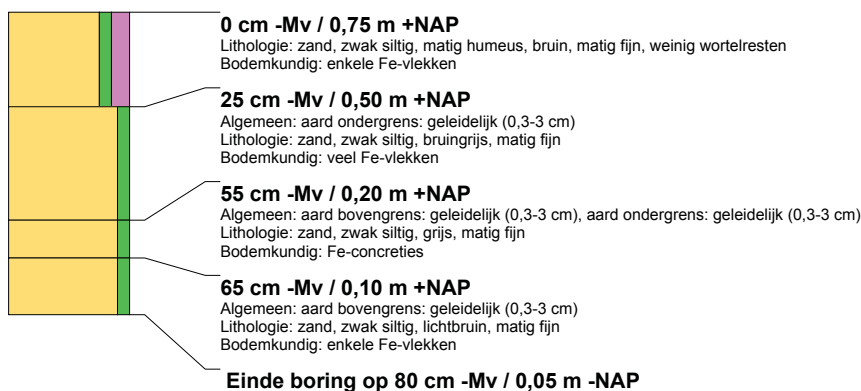 0 cm -Mv / 0,75 m +NAP
Lithologie: zand, zwak siltig, matig humeus, bruin, matig fijn, weinig wortelresten
Bodemkundig: enkele Fe-vlekken
25 cm -Mv / 0,50 m +NAP
Algemeen: aard ondergrens: geleidelijk (0,3-3 cm)
Lithologie: zand, zwak siltig, bruingrijs, matig fijn
Bodemkundig: veel Fe-vlekken
55 cm -Mv / 0,20 m +NAP
Algemeen: aard bovengrens: geleidelijk (0,3-3 cm), aard ondergrens: geleidelijk (0,3-3 cm)
Lithologie: zand, zwak siltig, grijs, matig fijn
Bodemkundig: Fe-concreties
65 cm -Mv / 0,10 m +NAP
Algemeen: aard bovengrens: geleidelijk (0,3-3 cm)
Lithologie: zand, zwak siltig, lichtbruin, matig fijn
Bodemkundig: enkele Fe-vlekken
Einde boring op 80 cm -Mv / 0,05 m -NAP